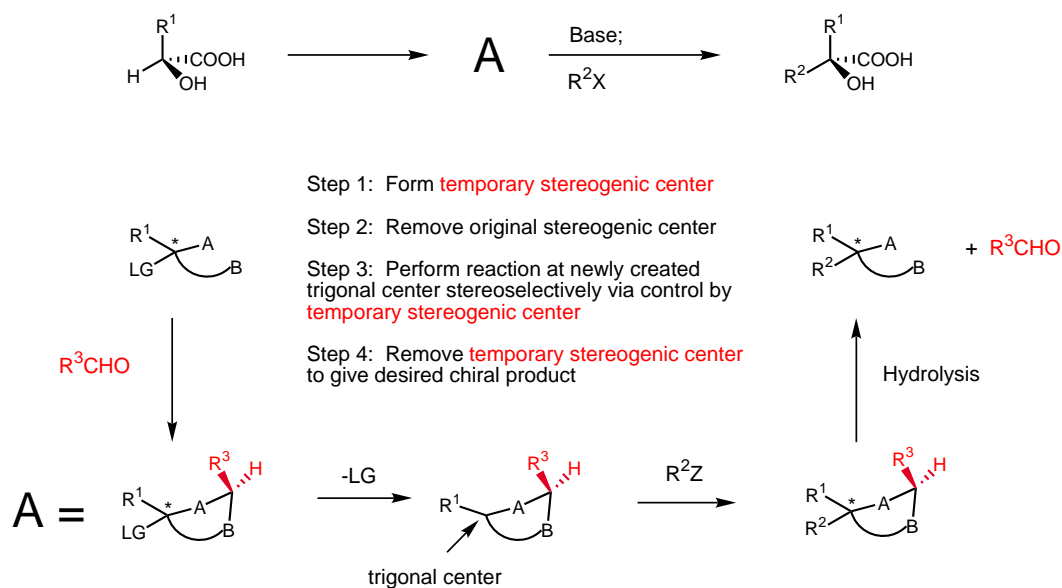 R¹
H
COOH
OH
A
Base;
R²X
R¹
R²
COOH
OH
Step 1: Form temporary stereogenic center
Step 2: Remove original stereogenic center
Step 3: Perform reaction at newly created
trigonal center stereoselectively via control by
temporary stereogenic center
Step 4: Remove temporary stereogenic center
to give desired chiral product
R¹
*
A
LG
B
R³CHO
R¹
*
A
R²
B
+ R³CHO
Hydrolysis
A =
R³
H
R¹
*
A
LG
B
-LG
R³
H
R¹
A
B
trigonal center
R²Z
R³
H
R¹
*
A
R²
B